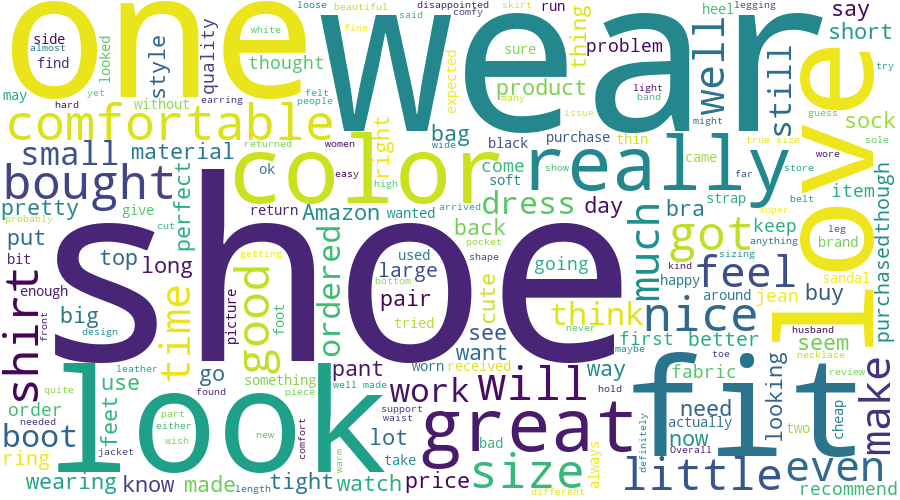 one
wear
love
shoe
look
fit
color
really
great
comfortable
bought
small
material
shirt
good
time
ordered
nice
little
size
will
work
feel
got
think
much
dress
even
make
boot
well
still
sock
short
say
thing
problem
product
quality
style
thought
side
find
looked
almost
white
may
yet
without
hard
earring
felt
people
loose
beautiful
fine
said
disappointed
comfy
skirt
run
heel
legging
expected
sure
many
issue
light
band
might
try
guess
sole
true size
wore
store
belt
item
leg
brand
though
purchased
sandal
anything
super
far
strap
came
show
thin
purchase
black
wide
bag
right
returned
women
easy
high
ok
come
soft
return
Amazon
wanted
arrived
day
bra
keep
back
pocket
shape
used
going
large
bottom
pair
tried
cute
see
want
received
worn
way
first
better
fabric
never
maybe
toe
happy
kind
around
sizing
jean
buy
seem
husband
necklace
review
looking
two
cheap
need
actually
now
Overall
definitely
hold
always
different
bad
price
take
lot
watch
support
waist
well made
pant
piece
something
found
picture
foot
getting
long
top
perfect
give
cut
pretty
probably
put
bit
enough
front
big
design
go
use
leather
quite
feet
order
needed
ring
jacket
part
either
wish
new
comfort
warm
tight
length
made
know
wearing
recommend